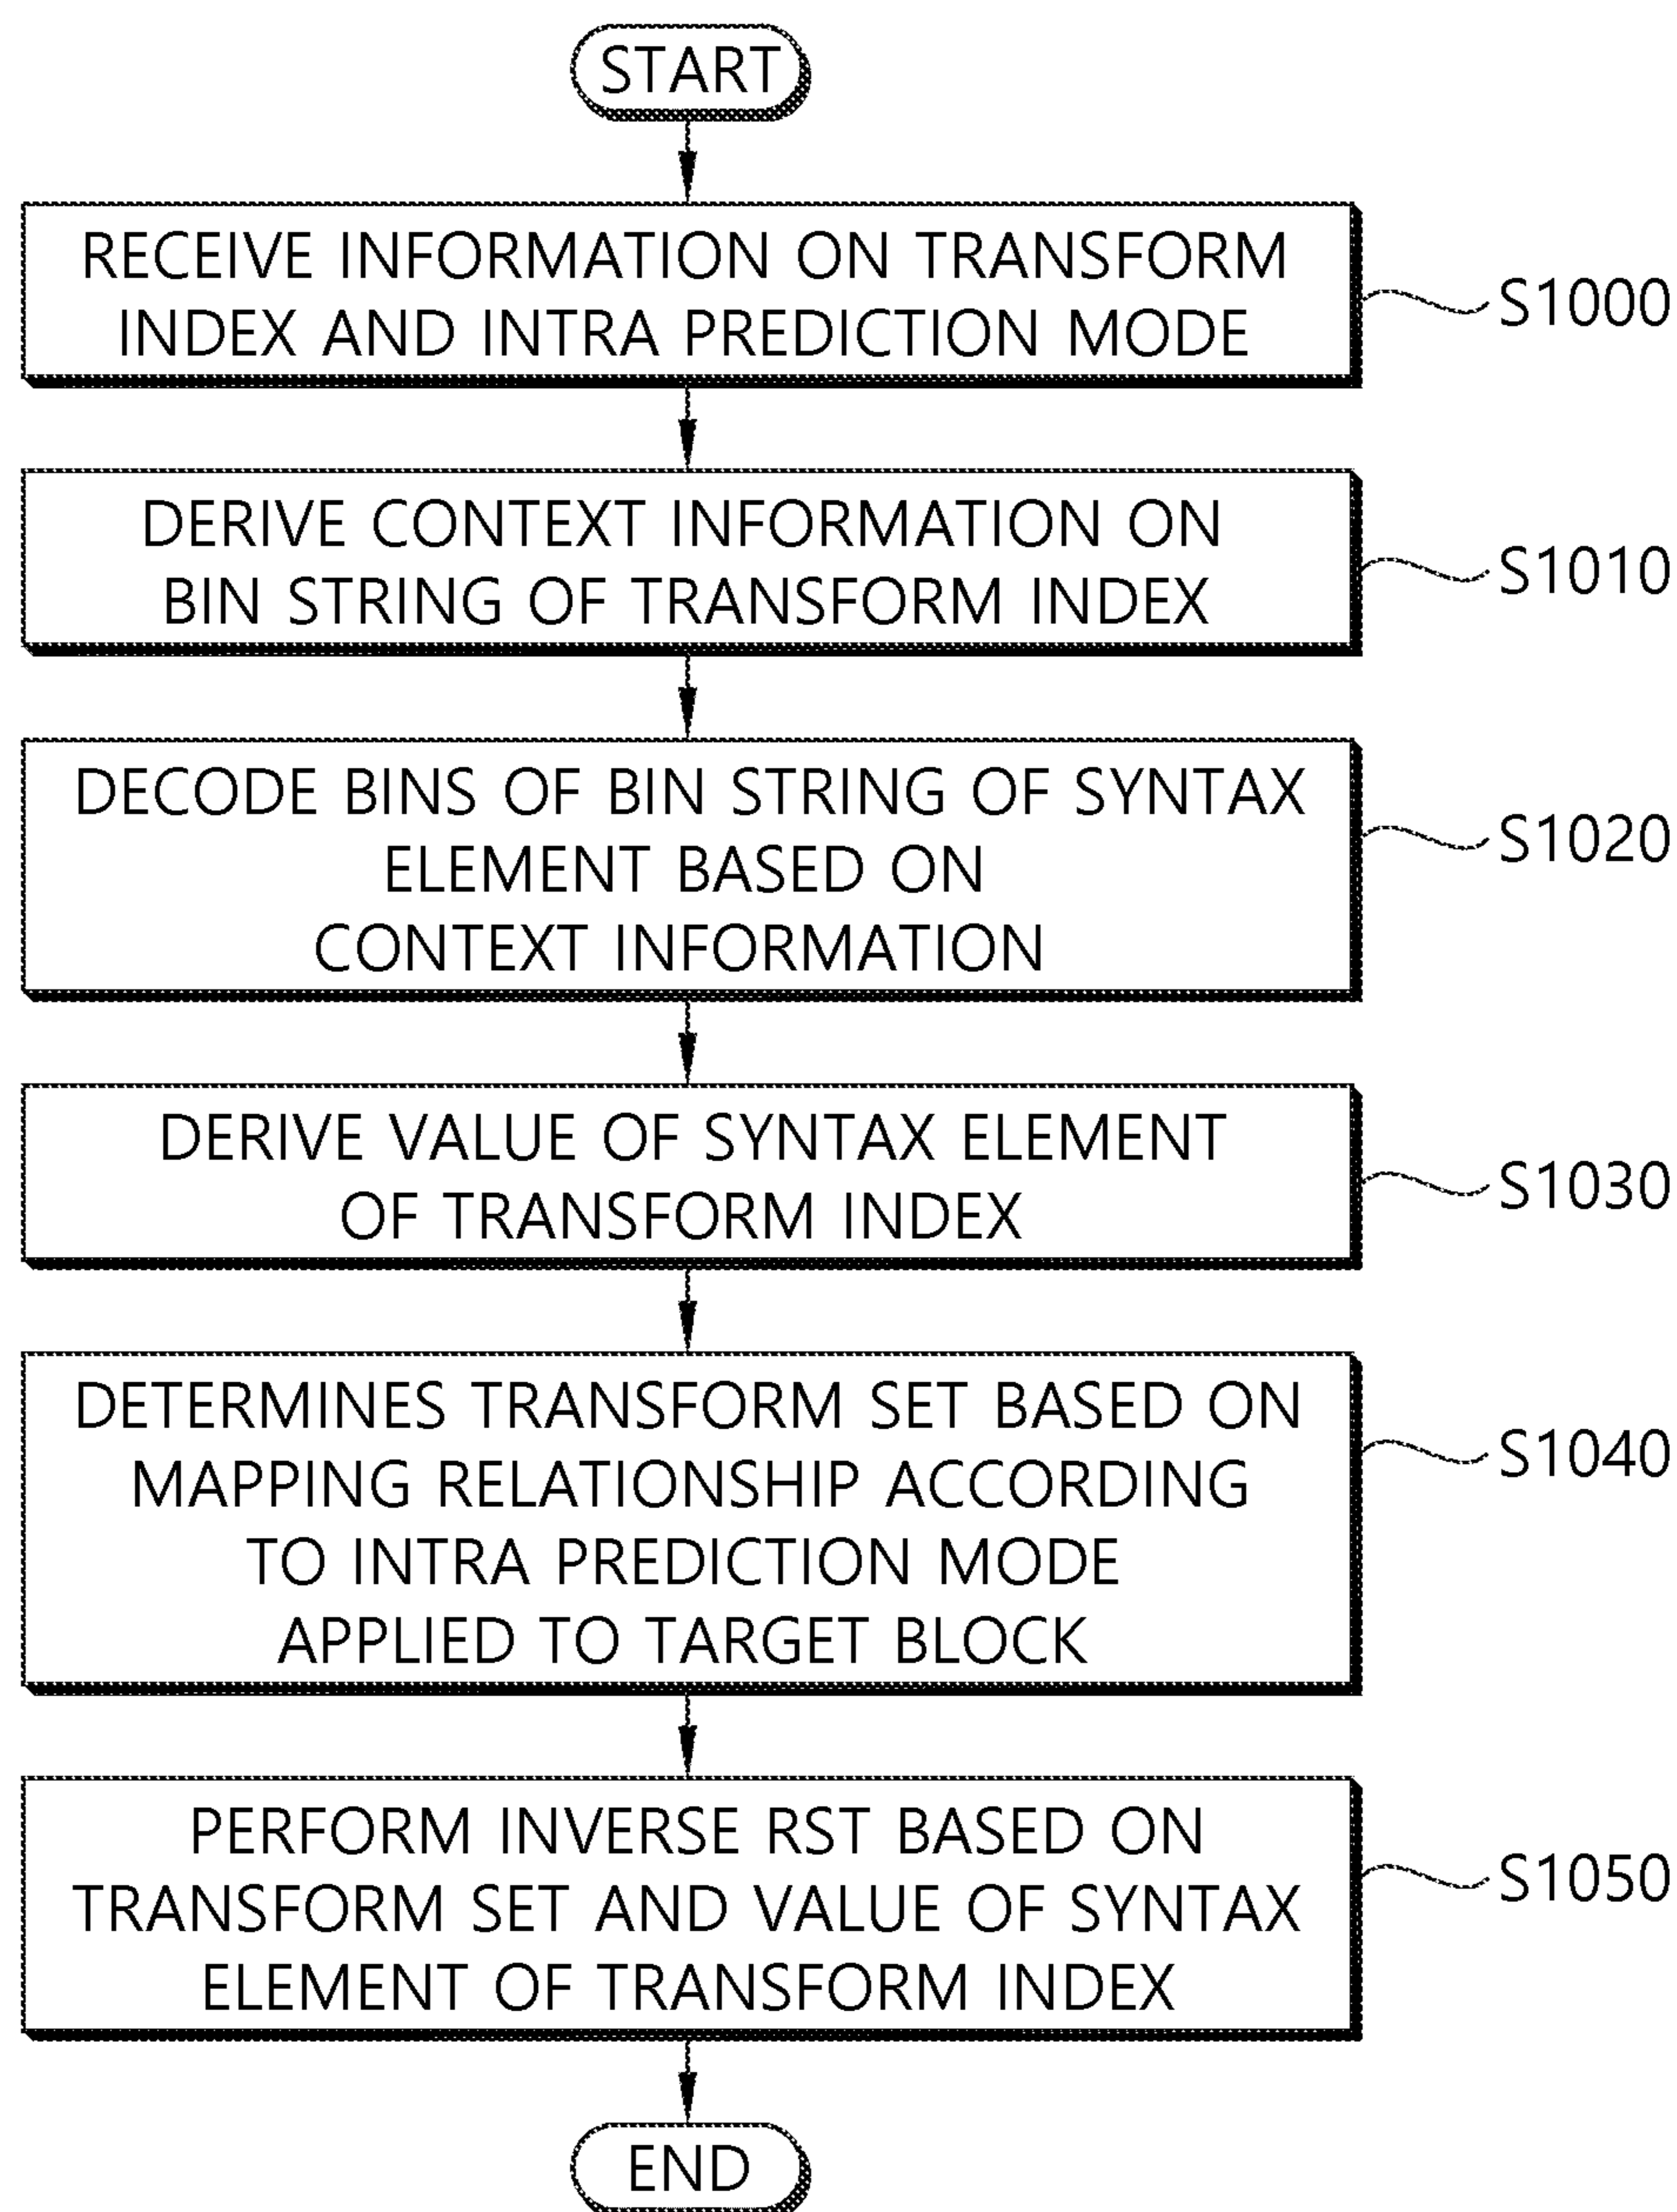 START
RECEIVE INFORMATION ON TRANSFORM
INDEX AND INTRA PREDICTION MODE
S1000
DERIVE CONTEXT INFORMATION ON
BIN STRING OF TRANSFORM INDEX
S1010
DECODE BINS OF BIN STRING OF SYNTAX
ELEMENT BASED ON
CONTEXT INFORMATION
S1020
DERIVE VALUE OF SYNTAX ELEMENT
OF TRANSFORM INDEX
S1030
DETERMINES TRANSFORM SET BASED ON
MAPPING RELATIONSHIP ACCORDING
TO INTRA PREDICTION MODE
APPLIED TO TARGET BLOCK
S1040
PERFORM INVERSE RST BASED ON
TRANSFORM SET AND VALUE OF SYNTAX
ELEMENT OF TRANSFORM INDEX
S1050
END